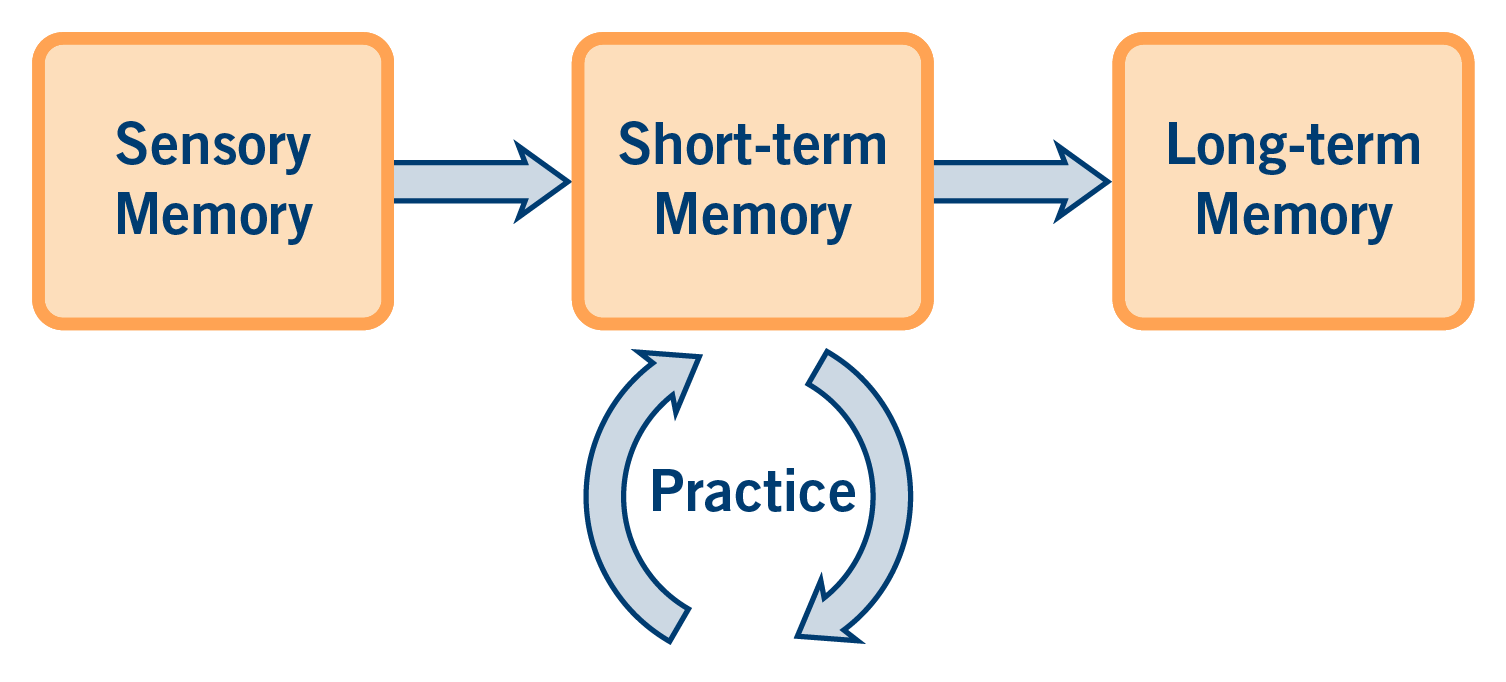 Sensory
Memory
Short-term
Memory
Long-term
Memory
Practice